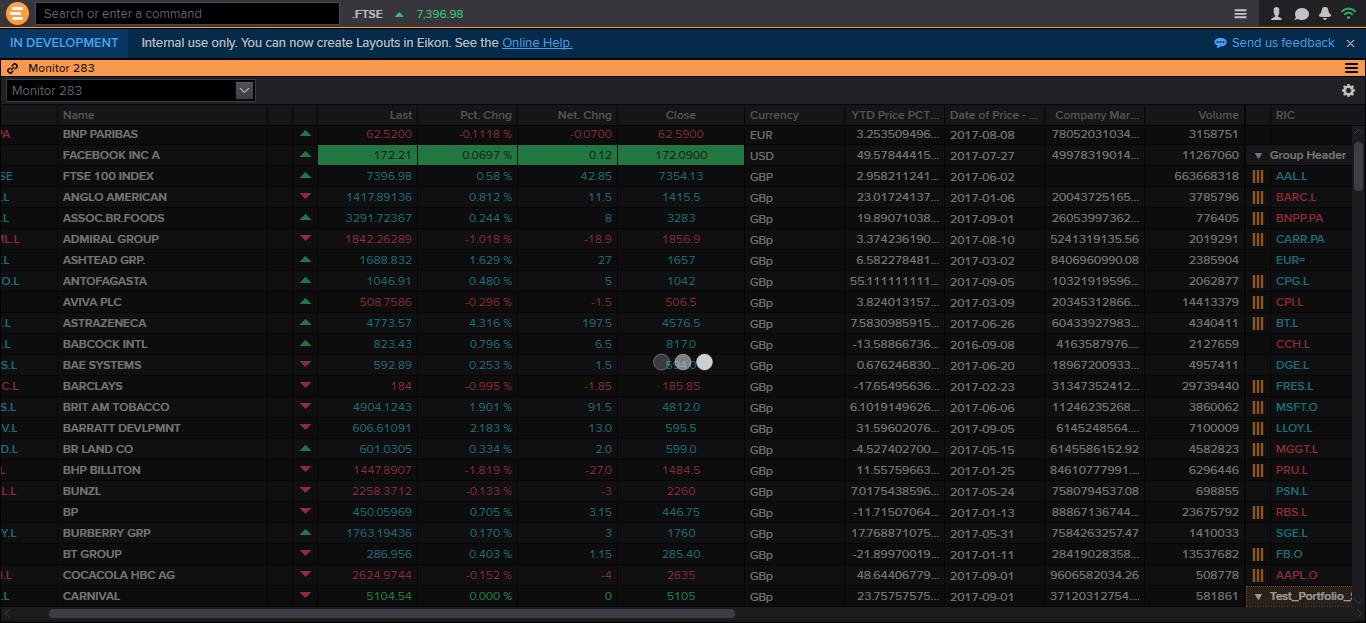 Search or enter a command .FTSE 7,396.98
IN DEVELOPMENT Internal use only. You can now create Layouts in Eikon. See the Online Help. Send us feedback
Monitor 283
Monitor 283
Name Last Pct. Chng Net. Chng Close Currency YTD Price PCT... Date of Price - ... Company Mar... Volume RIC
PA BNP PARIBAS 62.5200 -0.1118 % -0.0700 62.5900 EUR 3.253509496... 2017-08-08 78052031034... 3158751
FACEBOOK INC A 172.21 0.0697 % 0.12 172.0900 USD 49.57844415... 2017-07-27 49978319014... 11267060 Group Header
SE FTSE 100 INDEX 7396.98 0.58 % 42.85 7354.13 GBP 2.958211241... 2017-06-02 663668318 AAL.L
.L ANGLO AMERICAN 1417.89136 0.812 % 11.5 1415.5 GBp 23.01724137... 2017-01-06 20043725165... 3785796 BARC.L
.L ASSOC.BR.FOODS 3291.72367 0.244 % 8 3283 GBp 19.89071038... 2017-09-01 26053997362... 776405 BNPP.PA
ML.L ADMIRAL GROUP 1842.26289 -1.018 % -18.9 1856.9 GBp 3.374236190... 2017-08-10 5241319135.56 2019291 CARR.PA
.L ASHTEAD GRP. 1688.832 1.629 % 27 1657 GBp 6.582278481... 2017-03-02 8406960990.08 2385904 EUR=
O.L ANTOFAGASTA 1046.91 0.480 % 5 1042 GBp 55.111111111... 2017-09-05 10321919596... 2062877 CPG.L
AVIVA PLC 508.7586 -0.296 % -1.5 506.5 GBp 3.824013157... 2017-03-09 20345312866... 14413379 CPI.L
.L ASTRAZENECA 4773.57 4.316 % 197.5 4576.5 GBp 7.5830985915... 2017-06-26 60433927983... 4340411 BT.L
.L BABCOCK INTL 823.43 0.796 % 6.5 817.0 GBp -13.58866736... 2016-09-08 4163587976.... 2127659 CCH.L
S.L BAE SYSTEMS 592.89 0.253 % 1.5 GBp 0.676246830... 2017-06-20 18967200933... 4957411 DGE.L
C.L BARCLAYS 184 -0.995 % -1.85 185.85 GBp -17.65495636... 2017-02-23 31347352412... 29739440 FRES.L
S.L BRIT AM TOBACCO 4904.1243 1.901 % 91.5 4812.0 GBp 6.1019149626... 2017-06-06 11246235268... 3860062 MSFT.O
V.L BARRATT DEVLPMNT 606.61091 2.183 % 13.0 595.5 GBp 31.59602076... 2017-09-05 6145248564.... 7100009 LLOY.L
D.L BR LAND CO 601.0305 0.334 % 2.0 599.0 GBp -4.527402700... 2017-05-15 6145586152.92 4582823 MGGT.L
L BHP BILLITON 1447.8907 -1.819 % -27.0 1484.5 GBp 11.55759663... 2017-01-25 84610777991.... 6296446 PRU.L
L.L BUNZL 2258.3712 -0.133 % -3 2260 GBp 7.0175438596... 2017-05-24 7580794537.08 698855 PSN.L
BP 450.05969 0.705 % 3.15 446.75 GBp -11.71507064... 2017-01-13 88867136744... 23675792 RBS.L
Y.L BURBERRY GRP 1763.19436 0.170 % 3 1760 GBp 17.768871075... 2017-05-31 7584263257.47 1410033 SGE.L
BT GROUP 286.956 0.403 % 1.15 285.40 GBp -21.89970019... 2017-01-11 28419028358... 13537682 FB.O
.L COCACOLA HBC AG 2624.9744 -0.152 % -4 2635 GBp 48.64406779... 2017-09-01 9606582034.26 508778 AAPL.O
.L CARNIVAL 5104.54 0.000 % 0 5105 GBp 23.75757575... 2017-09-01 37120312754.... 581861 Test_Portfolio_